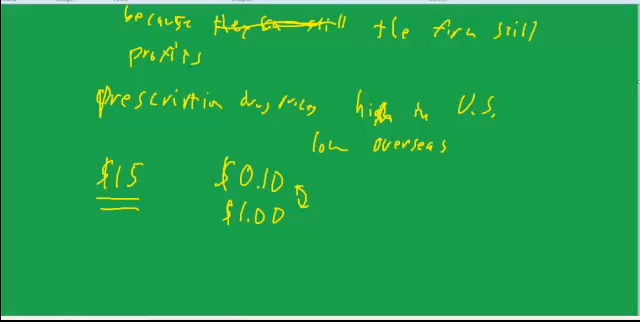 because the firm still
profits
prescription drug prices high in U.S.
low overseas
$15 $0.10
$1.00